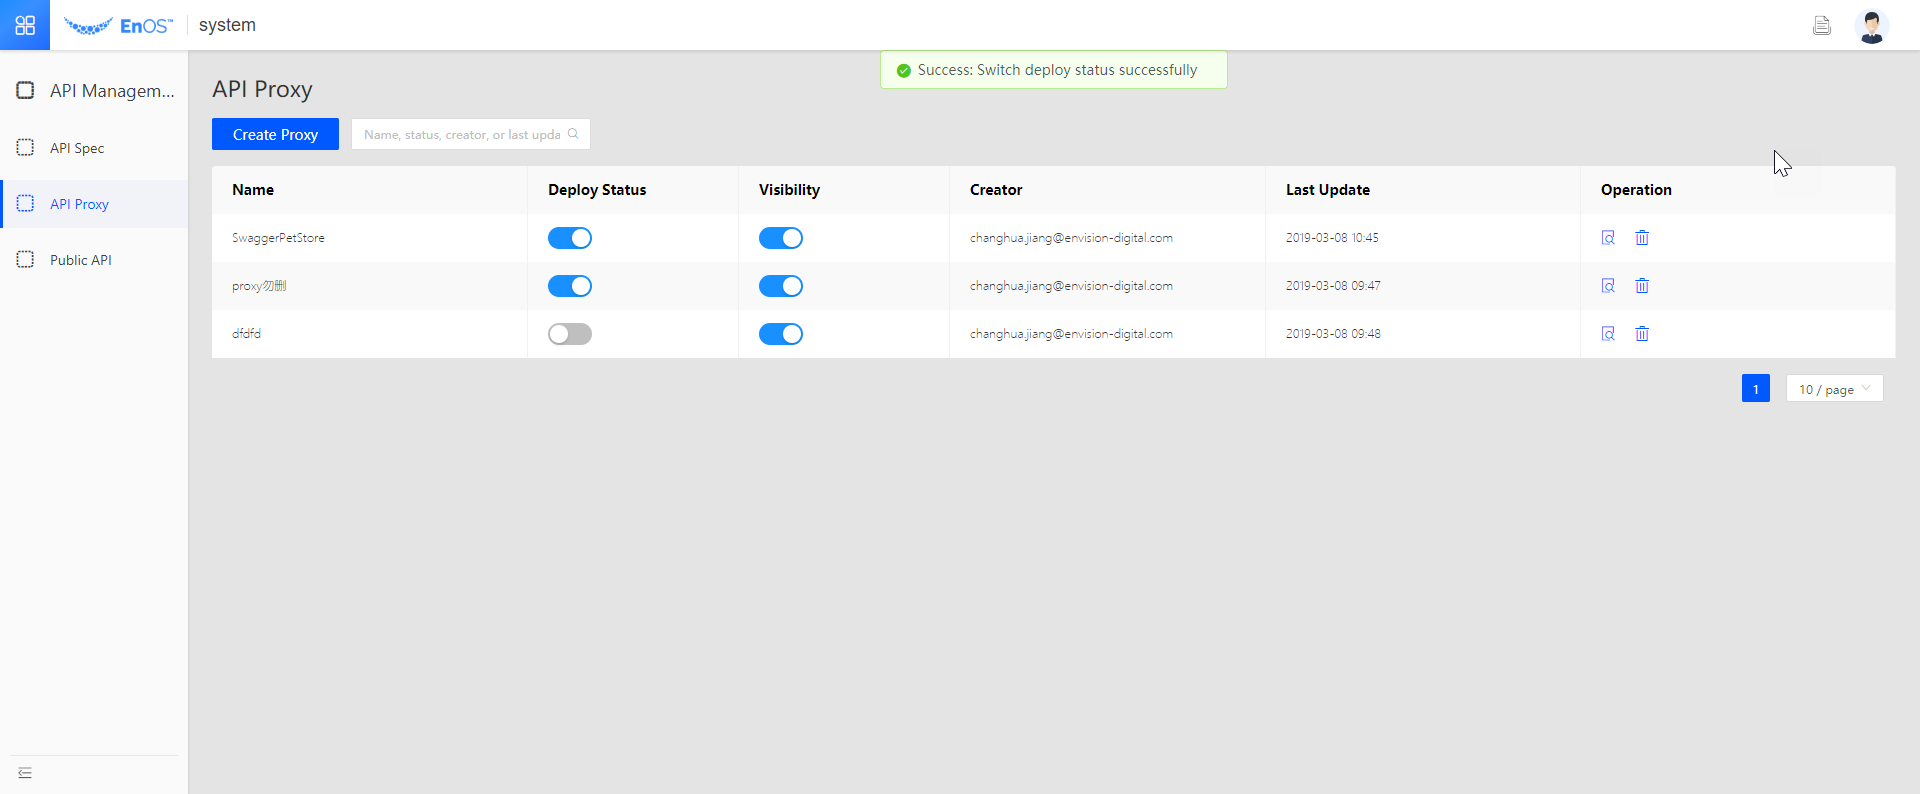 EnOS™ system
Success: Switch deploy status successfully
API Managem...
API Spec
API Proxy
Public API
API Proxy
Create Proxy Name, status, creator, or last upda
Name Deploy Status Visibility Creator Last Update Operation
SwaggerPetStore changhua.jiang@envision-digital.com 2019-03-08 10:45
proxy勿删 changhua.jiang@envision-digital.com 2019-03-08 09:47
dfdfd changhua.jiang@envision-digital.com 2019-03-08 09:48
1 10 / page